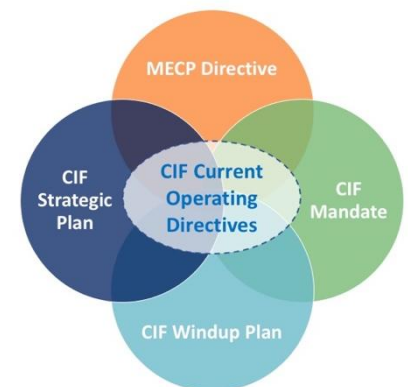 MECP Directive
CIF
Strategic
Plan
CIF Current
Operating
Directives
CIF
Mandate
CIF Windup Plan